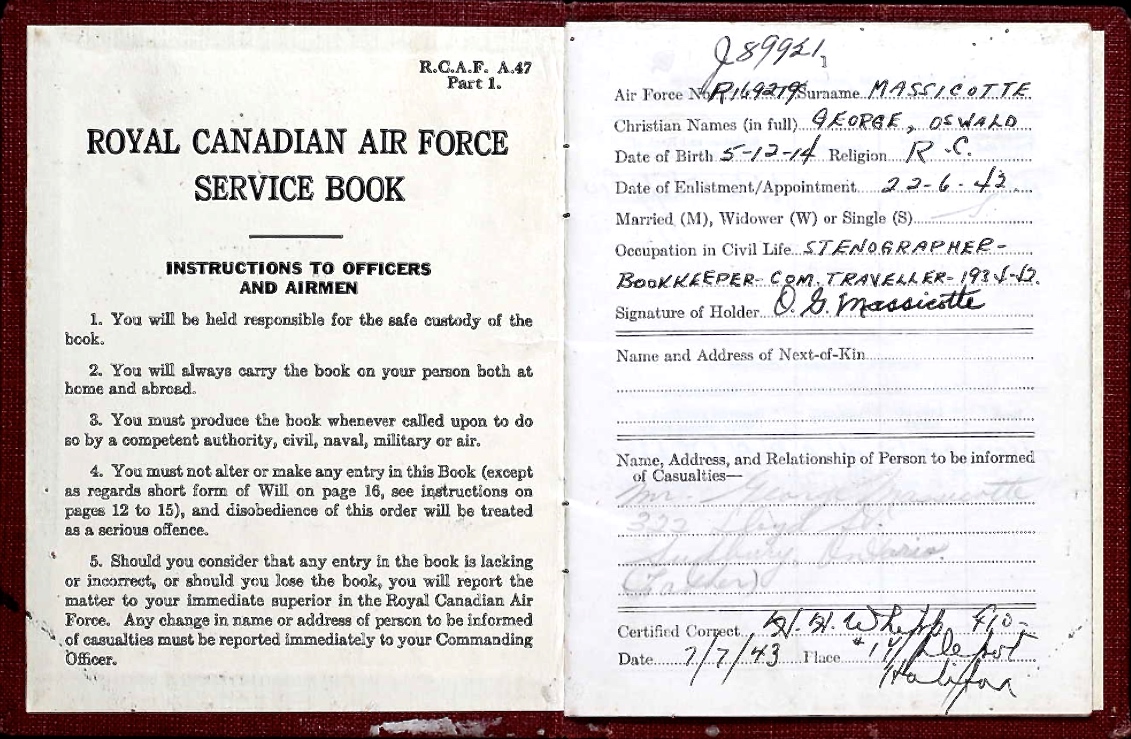 R.C.A.F. A.47
Part 1.
ROYAL CANADIAN AIR FORCE
SERVICE BOOK
INSTRUCTIONS TO OFFICERS
AND AIRMEN
1. You will be held responsible for the safe custody of the
book.
2. You will always carry the book on your person both at
home and abroad.
3. You must produce the book whenever called upon to do
so by a competent authority, civil, naval, military or air.
4. You must not alter or make any entry in this Book (except
as regards short form of Will on page 16, see instructions on
pages 12 to 15), and disobedience of this order will be treated
as a serious offence.
5. Should you consider that any entry in the book is lacking
or incorrect, or should you lose the book, you will report the
matter to your immediate superior in the Royal Canadian Air
Force. Any change in name or address of person to be informed
of casualties must be reported immediately to your Commanding
Officer.
J89921
Air Force No. R169219 Surname MASSICOTTE
Christian Names (in full) GEORGE, OSWALD
Date of Birth 5-12-14 Religion R.C.
Date of Enlistment/Appointment 22-6-42
Married (M), Widower (W) or Single (S) S
Occupation in Civil Life STENOGRAPHER-
BOOKKEEPER- COM. TRAVELLER-
Signature of Holder O. G. Massicotte
Name and Address of Next-of-Kin
Name, Address, and Relationship of Person to be informed
of Casualties—
Mr. George Massicotte
322 Lloyd St.
Sudbury, Ontario
(Father)
Certified Correct H. H. F/O-
Date 7/7/43 Place Depot
Halifax